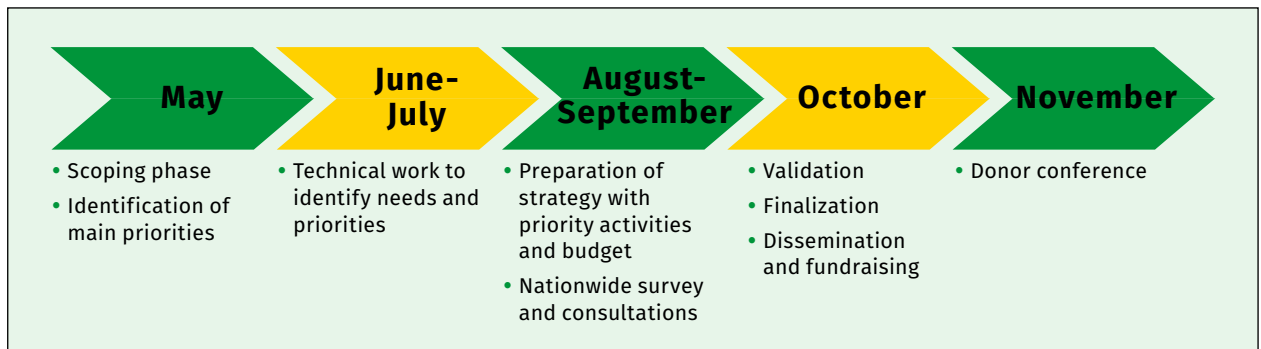 May
June-
July
August-
September
October
November
• Scoping phase
• Identification of
main priorities
• Technical work to
identify needs and
priorities
• Preparation of
strategy with
priority activities
and budget
• Nationwide survey
and consultations
• Validation
• Finalization
• Dissemination
and fundraising
• Donor conference